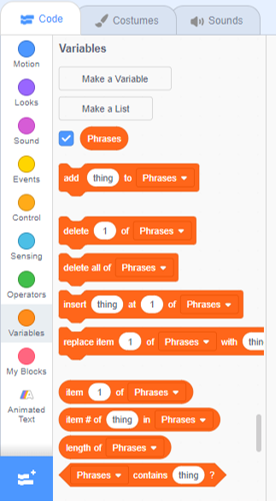 Code
Costumes
Sounds
Motion
Looks
Sound
Events
Control
Sensing
Operators
Variables
My Blocks
Animated
Text
Variables
Make a Variable
Make a List
Phrases
add thing to Phrases
delete 1 of Phrases
delete all of Phrases
insert thing at 1 of Phrases
replace item 1 of Phrases with thin
item 1 of Phrases
item # of thing in Phrases
length of Phrases
Phrases contains thing ?